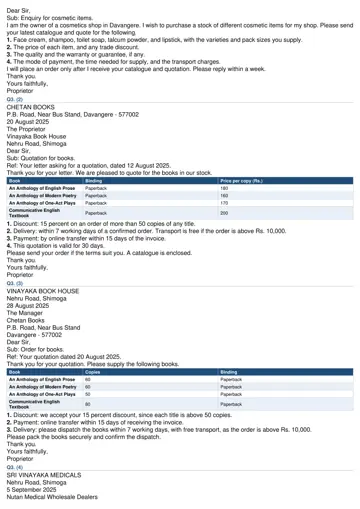 Dear Sir,
Sub: Enquiry for cosmetic items.
I am the owner of a cosmetics shop in Davangere. I wish to purchase a stock of different cosmetic items for my shop. Please send
your latest catalogue and quote for the following.
1. Face cream, shampoo, toilet soap, talcum powder, and lipstick, with the varieties and pack sizes you supply.
2. The price of each item, and any trade discount.
3. The quality and the warranty or guarantee, if any.
4. The mode of payment, the time needed for supply, and the transport charges.
I will place an order only after I receive your catalogue and quotation. Please reply within a week.
Thank you.
Yours faithfully,
Proprietor
Q3. (2)
CHETAN BOOKS
P.B. Road, Near Bus Stand, Davangere - 577002
20 August 2025
The Proprietor
Vinayaka Book House
Nehru Road, Shimoga
Dear Sir,
Sub: Quotation for books.
Ref: Your letter asking for a quotation, dated 12 August 2025.
Thank you for your letter. We are pleased to quote for the books in our stock.
Book Binding Price per copy (Rs.)
An Anthology of English Prose Paperback 180
An Anthology of Modern Poetry Paperback 160
An Anthology of One-Act Plays Paperback 170
Communicative English Textbook Paperback 200
1. Discount: 15 percent on an order of more than 50 copies of any title.
2. Delivery: within 7 working days of a confirmed order. Transport is free if the order is above Rs. 10,000.
3. Payment: by online transfer within 15 days of the invoice.
4. This quotation is valid for 30 days.
Please send your order if the terms suit you. A catalogue is enclosed.
Thank you.
Yours faithfully,
Proprietor
Q3. (3)
VINAYAKA BOOK HOUSE
Nehru Road, Shimoga
28 August 2025
The Manager
Chetan Books
P.B. Road, Near Bus Stand
Davangere - 577002
Dear Sir,
Sub: Order for books.
Ref: Your quotation dated 20 August 2025.
Thank you for your quotation. Please supply the following books.
Book Copies Binding
An Anthology of English Prose 60 Paperback
An Anthology of Modern Poetry 60 Paperback
An Anthology of One-Act Plays 50 Paperback
Communicative English Textbook 80 Paperback
1. Discount: we accept your 15 percent discount, since each title is above 50 copies.
2. Payment: online transfer within 15 days of receiving the invoice.
3. Delivery: please dispatch the books within 7 working days, with free transport, as the order is above Rs. 10,000.
Please pack the books securely and confirm the dispatch.
Thank you.
Yours faithfully,
Proprietor
Q3. (4)
SRI VINAYAKA MEDICALS
Nehru Road, Shimoga
5 September 2025
Nutan Medical Wholesale Dealers